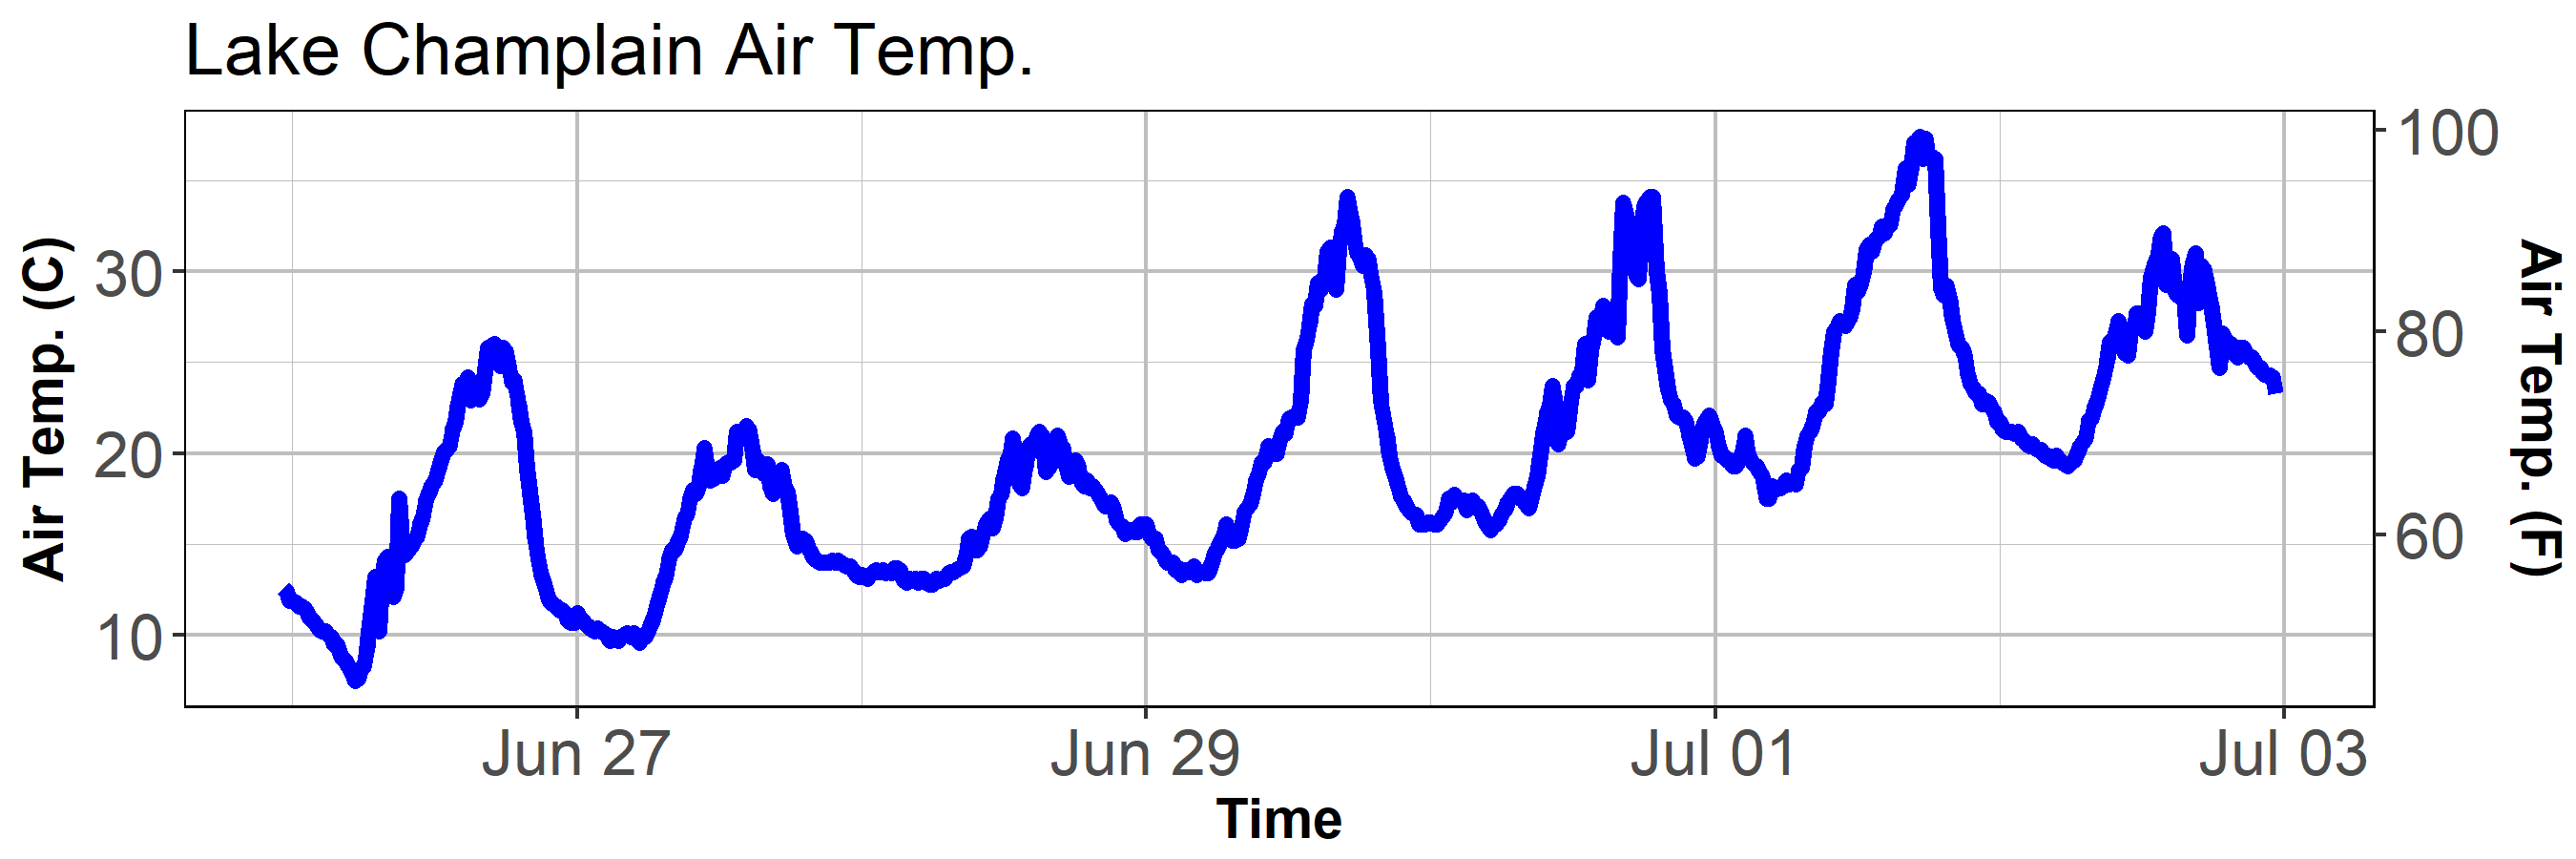 Lake Champlain Air Temp.
Air Temp. (C)
30
20
10
100
80
60
Air Temp. (F)
Jun 27
Jun 29
Jul 01
Jul 03
Time